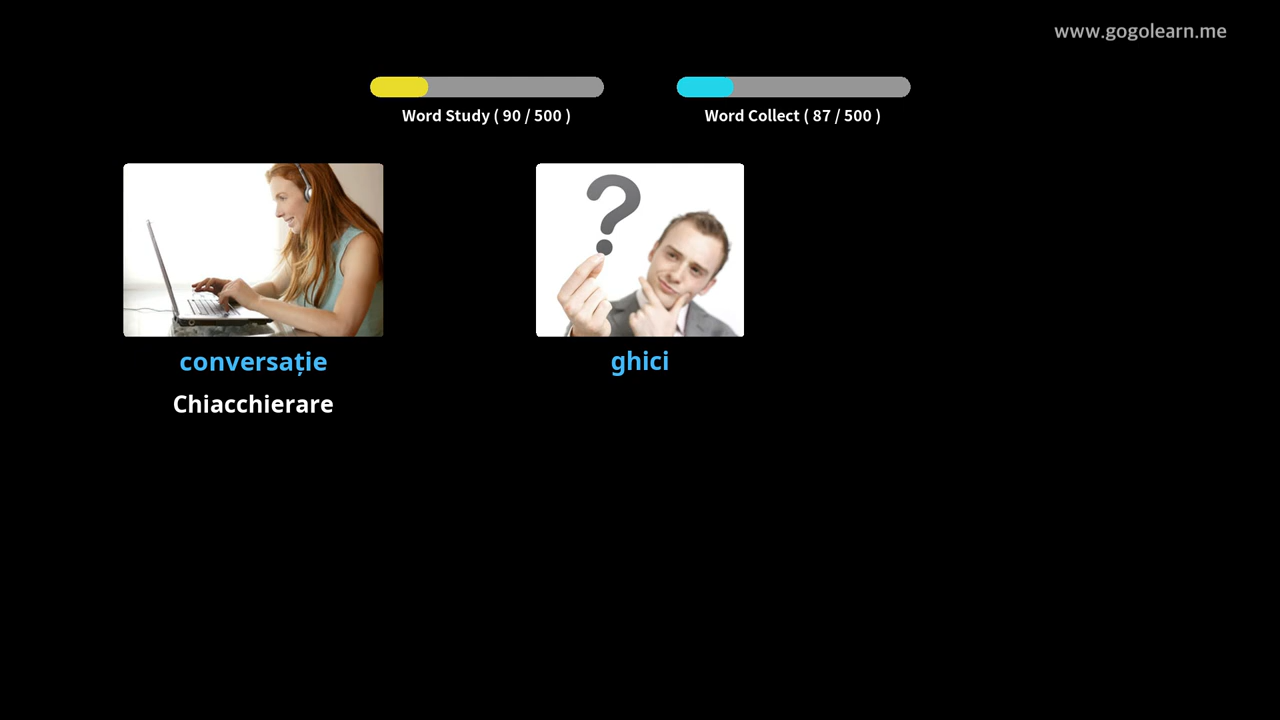 www.gogolearn.me
Word Study ( 90 / 500 )
Word Collect ( 87 / 500 )
conversație
ghici
Chiacchierare